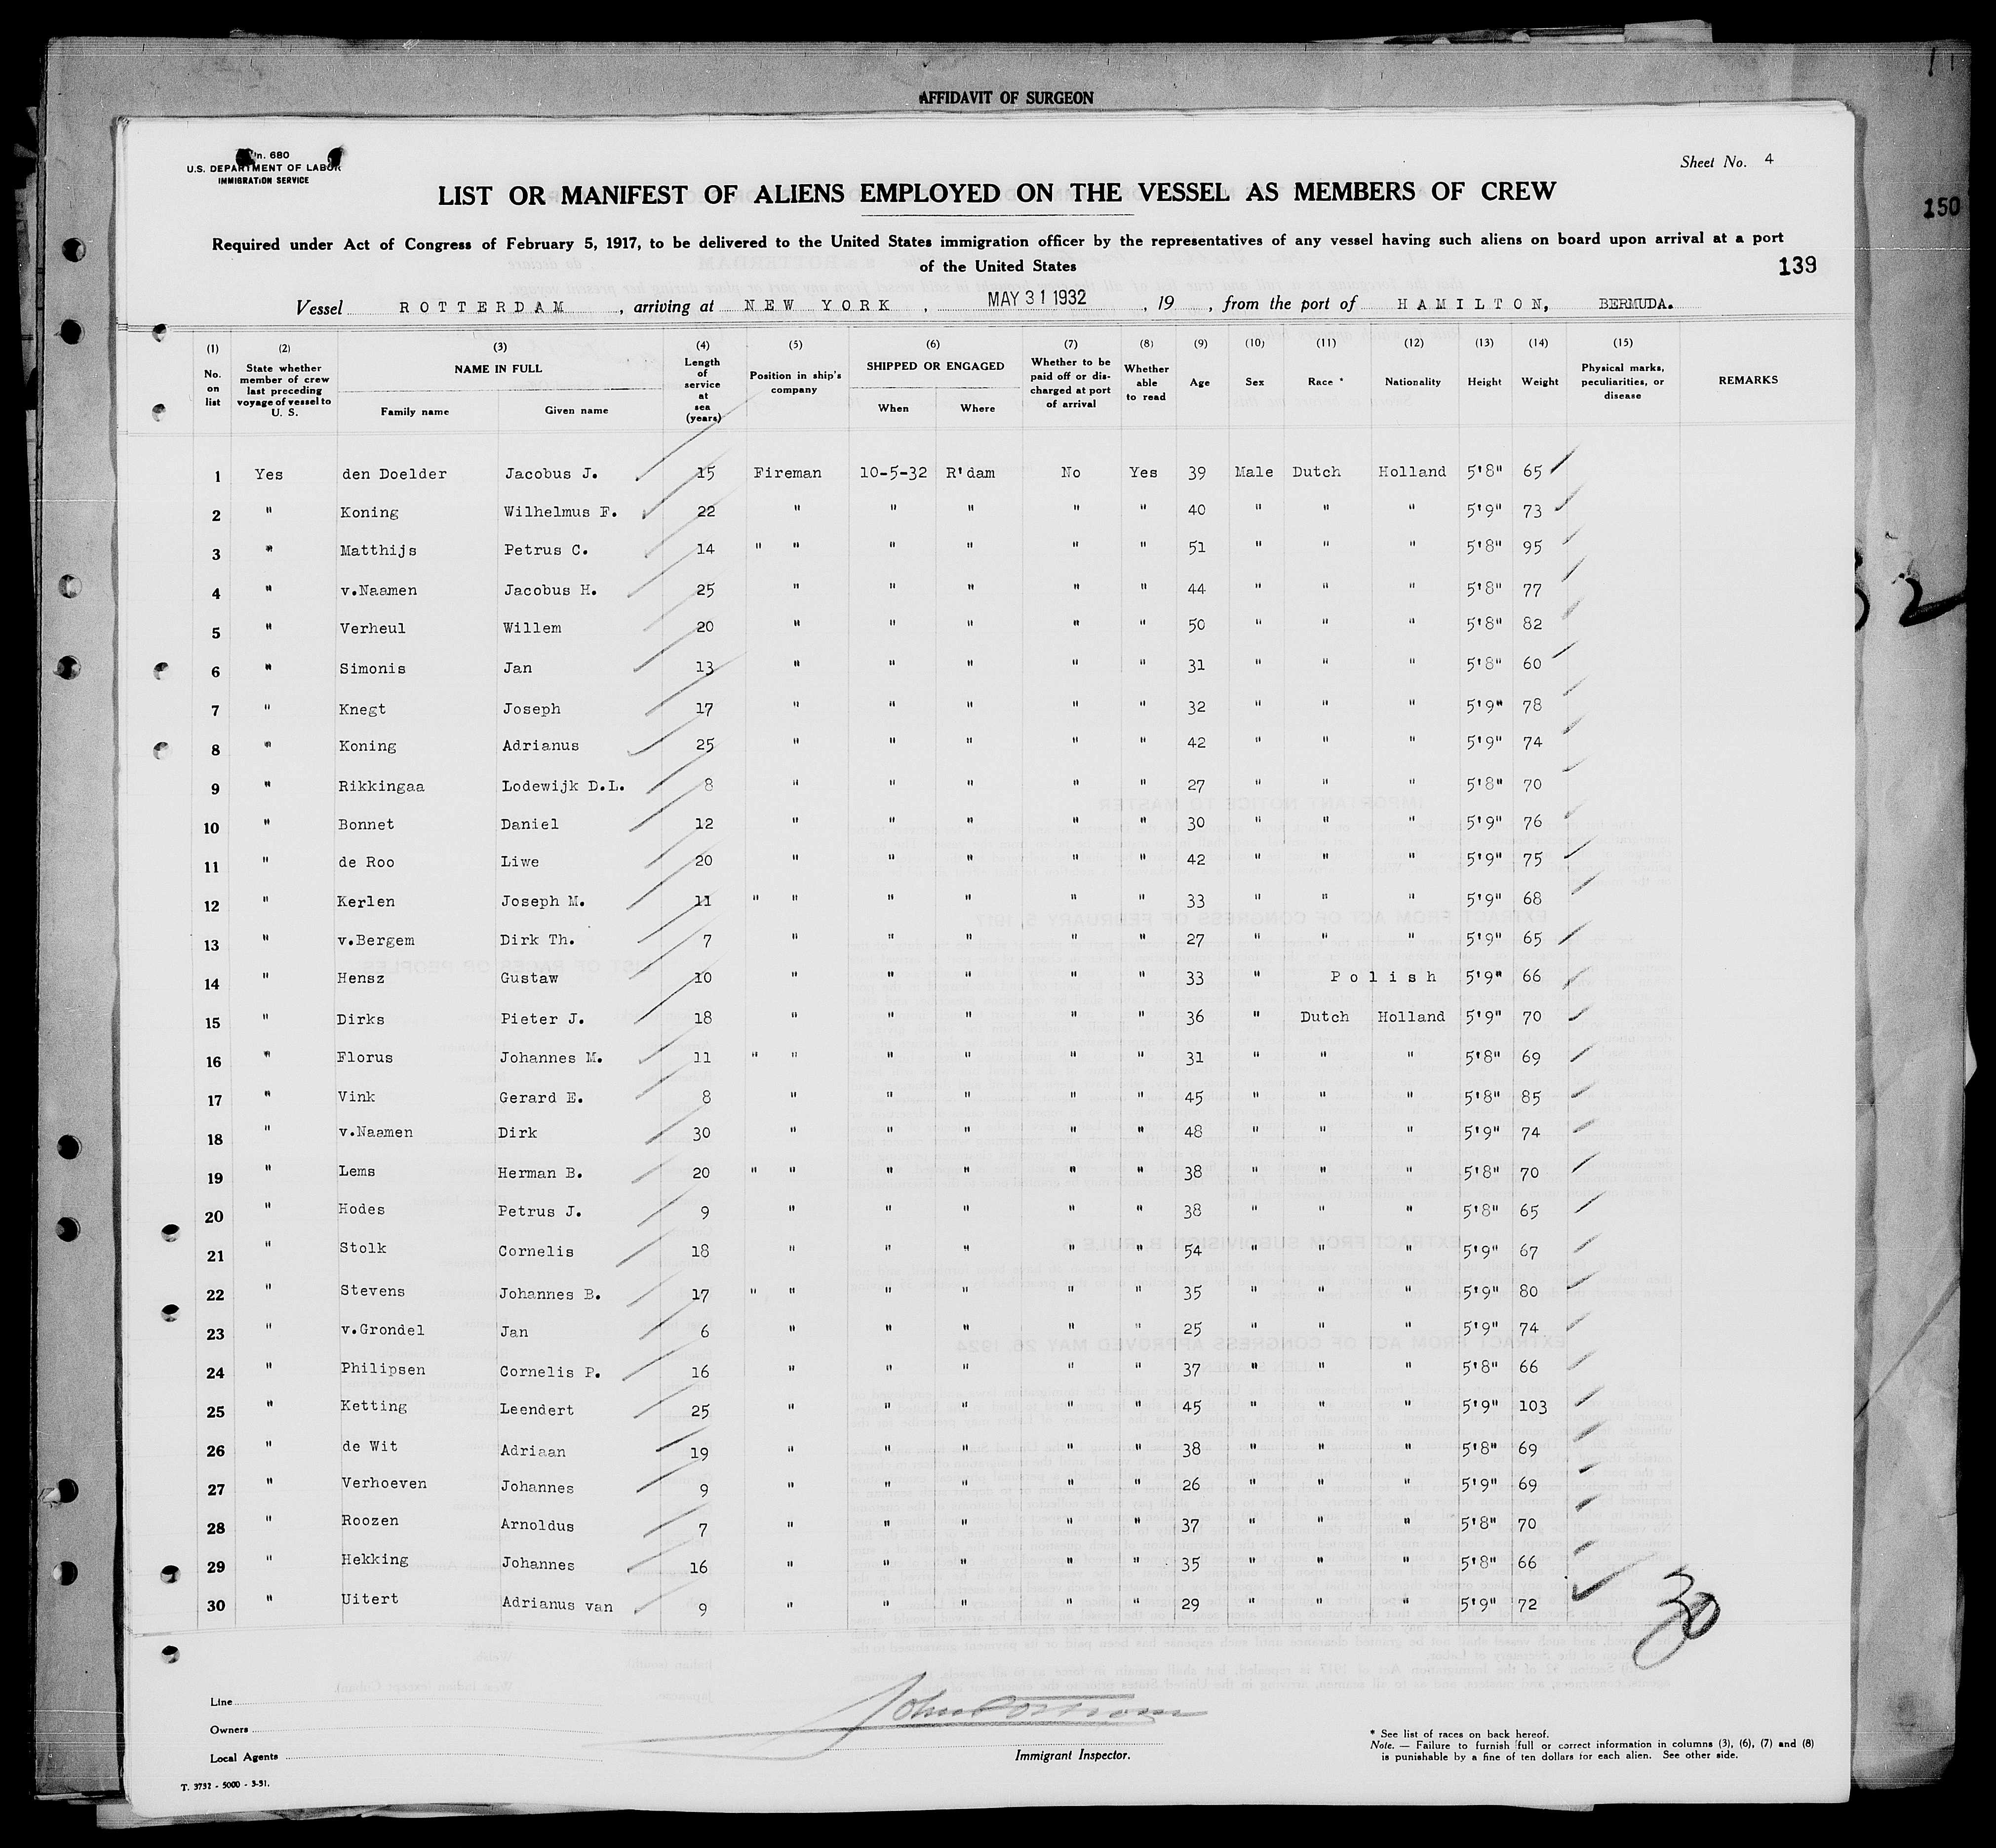 AFFIDAVIT OF SURGEON
680
U.S. DEPARTMENT OF LABOR
IMMIGRATION SERVICE
Sheet No. 4
LIST OR MANIFEST OF ALIENS EMPLOYED ON THE VESSEL AS MEMBERS OF CREW
150
Required under Act of Congress of February 5, 1917, to be delivered to the United States immigration officer by the representatives of any vessel having such aliens on board upon arrival at a port
of the United States
139
Vessel ROTTERDAM, arriving at NEW YORK, MAY 31 1932, 19 , from the port of HAMILTON, BERMUDA.
(1) (2) (3) (4) (5) (6) (7) (8) (9) (10) (11) (12) (13) (14) (15)
No. on list State whether member of crew last preceding voyage of vessel to U. S. NAME IN FULL Length of service at sea (years) Position in ship's company SHIPPED OR ENGAGED Whether to be paid off or discharged at port of arrival Whether able to read Age Sex Race * Nationality Height Weight Physical marks, peculiarities, or disease REMARKS
Family name Given name When Where
1 Yes den Doelder Jacobus J. 15 Fireman 10-5-32 R'dam No Yes 39 Male Dutch Holland 5'8" 65
2 " Koning Wilhelmus F. 22 " " " " " 40 " " " 5'9" 73
3 " Matthijs Petrus C. 14 " " " " " " 51 " " " 5'8" 95
4 " v.Naamen Jacobus H. 25 " " " " " 44 " " " 5'8" 77
5 " Verheul Willem 20 " " " " " 50 " " " 5'8" 82
6 " Simonis Jan 13 " " " " " 31 " " " 5'8" 60
7 " Knegt Joseph 17 " " " " " 32 " " " 5'9" 78
8 " Koning Adrianus 25 " " " " " 42 " " " 5'9" 74
9 " Rikkingaa Lodewijk D.L. 8 " " " " " 27 " " " 5'8" 70
10 " Bonnet Daniel 12 " " " " " 30 " " " 5'9" 76
11 " de Roo Liwe 20 " " " " " 42 " " " 5'9" 75
12 " Kerlen Joseph M. 11 " " " " " " 33 " " " 5'9" 68
13 " v.Bergem Dirk Th. 7 " " " " " 27 " " " 5'9" 65
14 " Hensz Gustaw 10 " " " " " 33 " Polish 5'9" 66
15 " Dirks Pieter J. 18 " " " " " 36 " Dutch Holland 5'9" 70
16 " Florus Johannes M. 11 " " " " " " 31 " " " 5'8" 69
17 " Vink Gerard E. 8 " " " " " 45 " " " 5'8" 85
18 " v.Naamen Dirk 30 " " " " " 48 " " " 5'9" 74
19 " Lems Herman B. 20 " " " " " " 38 " " " 5'8" 70
20 " Hodes Petrus J. 9 " " " " " 38 " " " 5'8" 65
21 " Stolk Cornelis 18 " " " " " 54 " " " 5'9" 67
22 " Stevens Johannes B. 17 " " " " " " 35 " " " 5'9" 80
23 " v.Grondel Jan 6 " " " " " 25 " " " 5'9" 74
24 " Philipsen Cornelis P. 16 " " " " " 37 " " " 5'8" 66
25 " Ketting Leendert 25 " " " " " 45 " " " 5'9" 103
26 " de Wit Adriaan 19 " " " " " 38 " " " 5'8" 69
27 " Verhoeven Johannes 9 " " " " " 26 " " " 5'9" 69
28 " Roozen Arnoldus 7 " " " " " 37 " " " 5'8" 70
29 " Hekking Johannes 16 " " " " " 35 " " " 5'8" 66
30 " Uitert Adrianus van 9 " " " " " 29 " " " 5'9" 72
30
Line
Owners
Local Agents
Immigrant Inspector.
* See list of races on back hereof.
Note. — Failure to furnish full or correct information in columns (3), (6), (7) and (8)
is punishable by a fine of ten dollars for each alien. See other side.
T. 3732 - 5000 - 3-31.